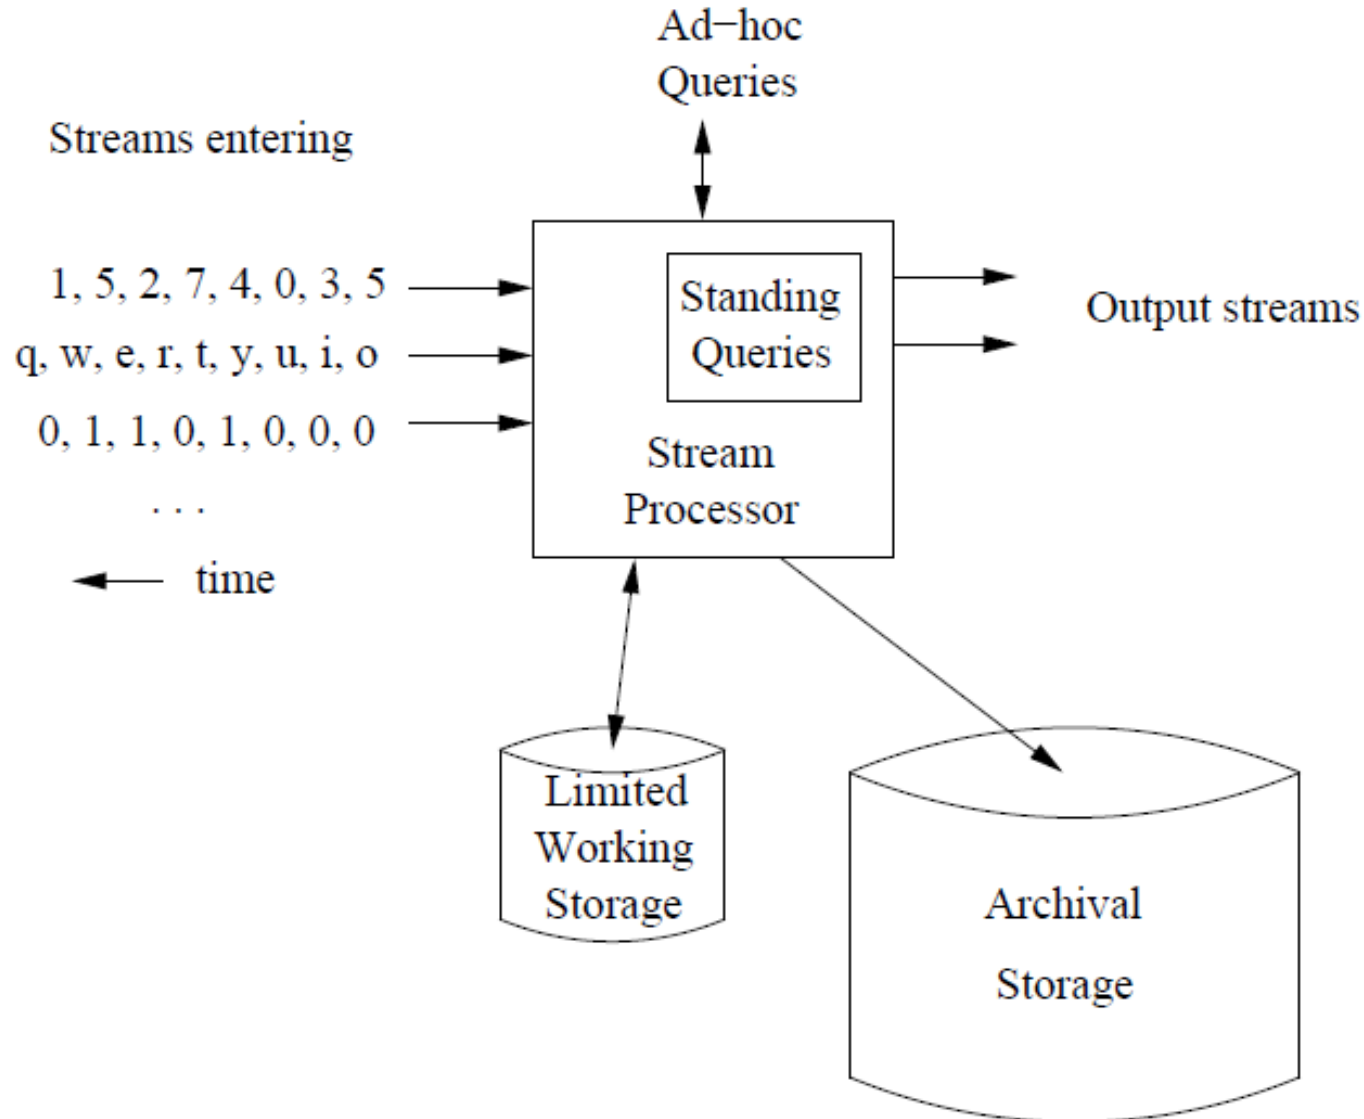 Ad−hoc
Queries
Streams entering
1, 5, 2, 7, 4, 0, 3, 5
q, w, e, r, t, y, u, i, o
0, 1, 1, 0, 1, 0, 0, 0
. . .
time
Standing
Queries
Stream
Processor
Output streams
Limited
Working
Storage
Archival
Storage